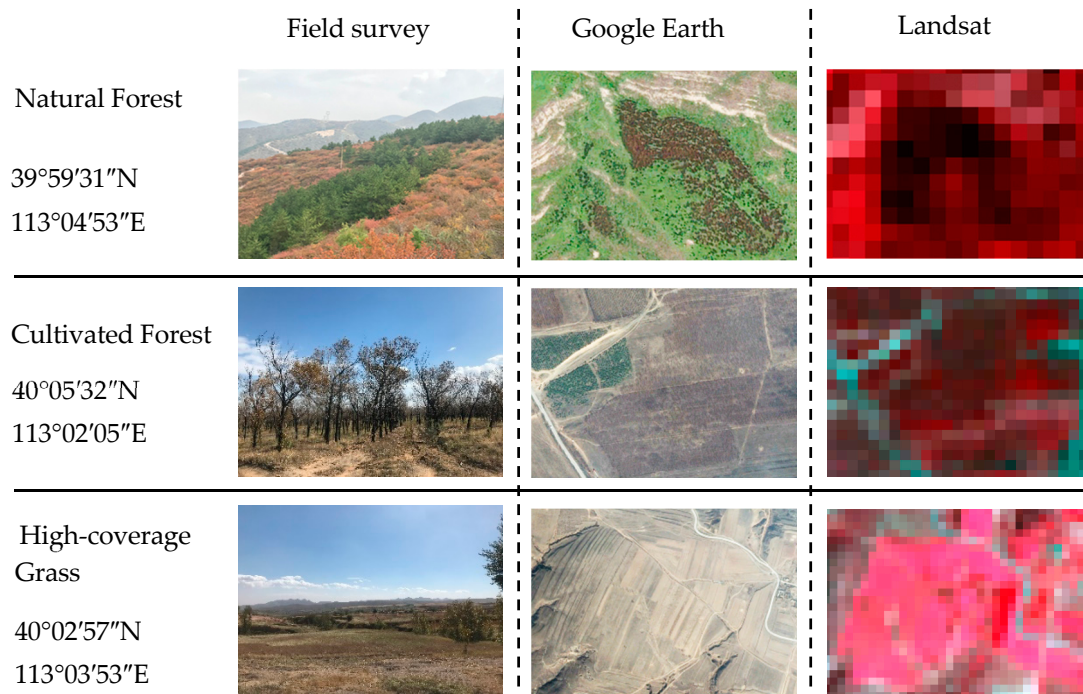 Field survey
Google Earth
Landsat
Natural Forest
39°59′31″N
113°04′53″E
Cultivated Forest
40°05′32″N
113°02′05″E
High-coverage
Grass
40°02′57″N
113°03′53″E